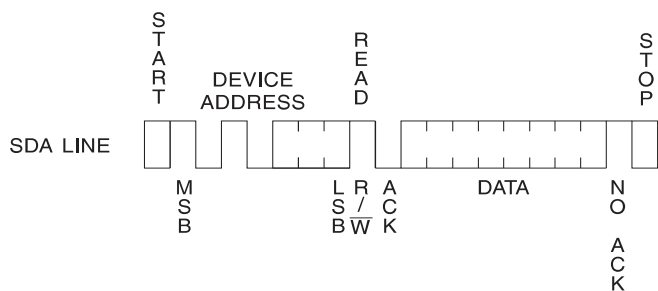 START
DEVICE
ADDRESS
READ
STOP
SDA LINE
MSB
LSB
R/W
ACK
DATA
NO ACK